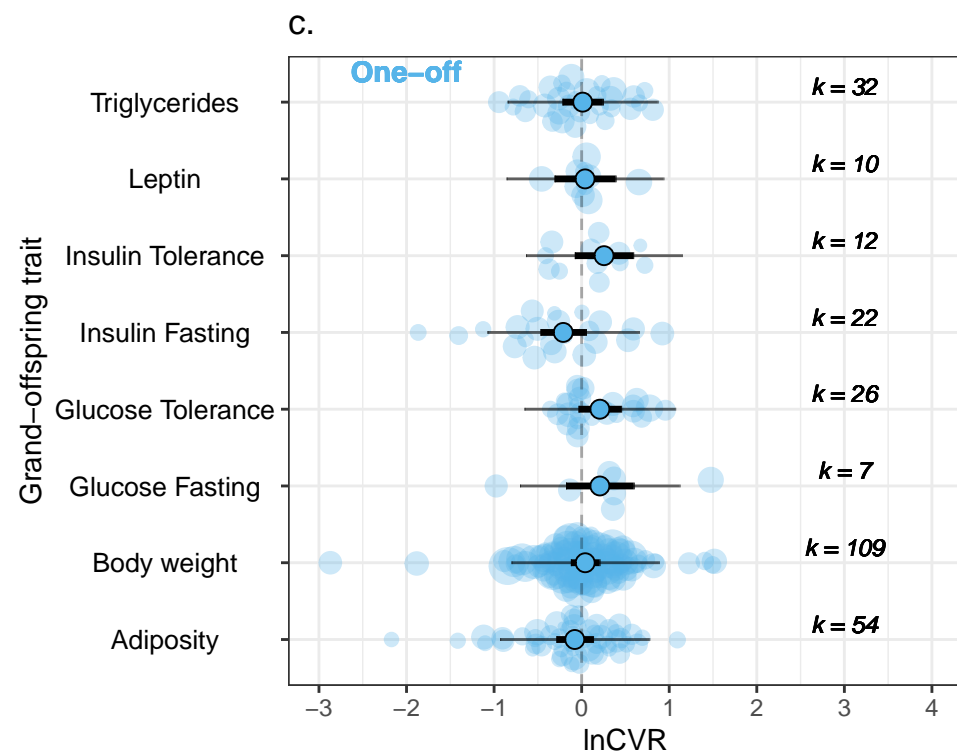 c.
One−off
Triglycerides
k = 32
Leptin
k = 10
Insulin Tolerance
k = 12
Insulin Fasting
k = 22
Glucose Tolerance
k = 26
Glucose Fasting
k = 7
Body weight
k = 109
Adiposity
k = 54
Grand−offspring trait
−3 −2 −1 0 1 2 3 4
lnCVR